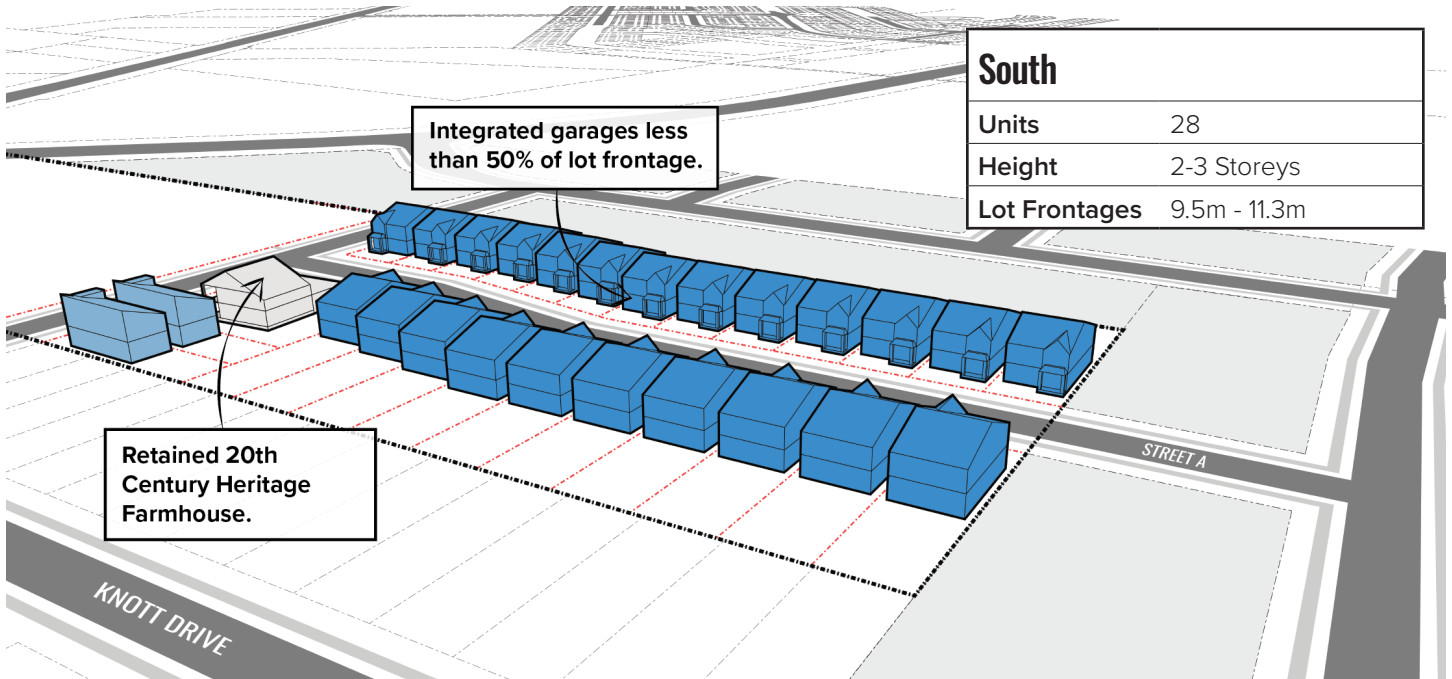 South
Units 28
Height 2-3 Storeys
Lot Frontages 9.5m - 11.3m
Integrated garages less
than 50% of lot frontage.
Retained 20th
Century Heritage
Farmhouse.
STREET A
KNOTT DRIVE